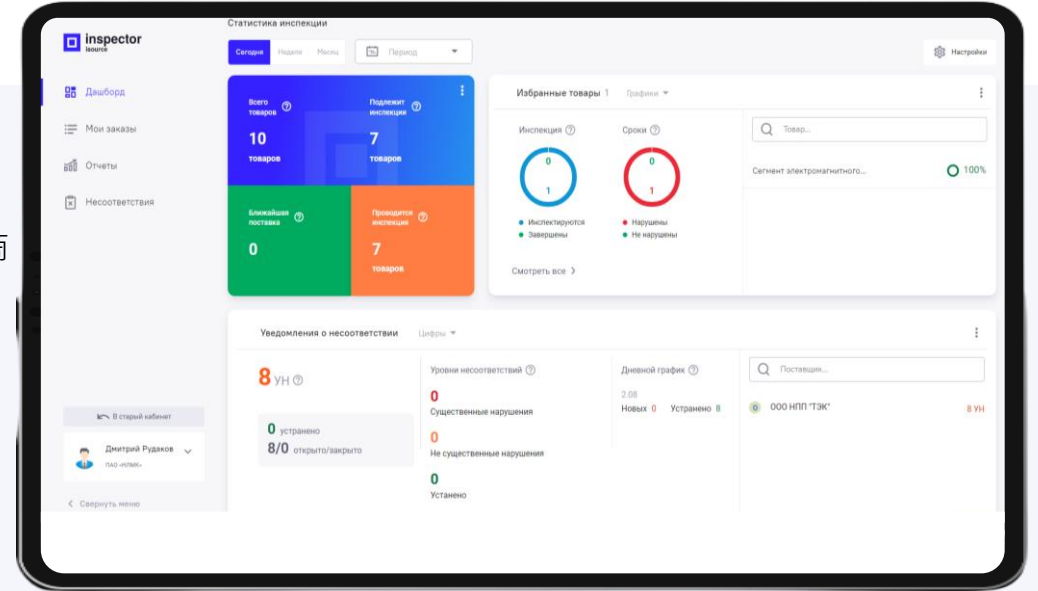 inspector
isource
Дашборд
Мои заказы
Отчеты
Несоответствия
В старый кабинет
Дмитрий Рудаков
ПАО «НЛМК»
Свернуть меню
Статистика инспекции
Сегодня Неделя Месяц Период
Настройки
Всего товаров
10
товаров
Подлежит инспекции
7
товаров
Ближайшая поставка
0
Проводится инспекция
7
товаров
Избранные товары 1 Графики
Инспекция
0
1
Инспектируются
Завершены
Сроки
0
1
Нарушены
Не нарушены
Смотреть все
Товар...
Сегмент электромагнитного... 100%
Уведомления о несоответствии Цифры
8 УН
0 устранено
8/0 открыто/закрыто
Уровни несоответствий
0
Существенные нарушения
0
Не существенные нарушения
0
Устанено
Дневной график
2.08
Новых 0 Устранено 8
Поставщик...
ООО НПП "ТЭК" 8 УН